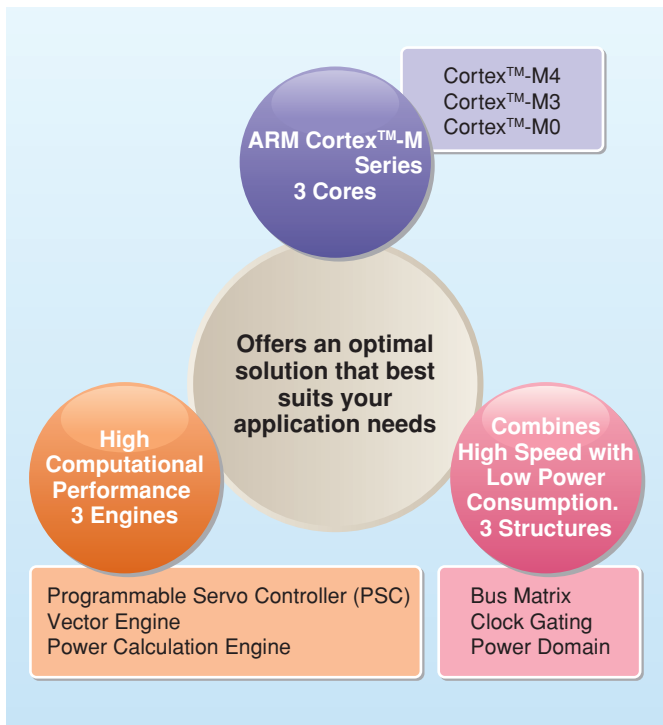 Cortex™-M4
Cortex™-M3
Cortex™-M0
ARM Cortex™-M
Series
3 Cores
Offers an optimal
solution that best
suits your
application needs
High
Computational
Performance
3 Engines
Combines
High Speed with
Low Power
Consumption.
3 Structures
Programmable Servo Controller (PSC)
Vector Engine
Power Calculation Engine
Bus Matrix
Clock Gating
Power Domain